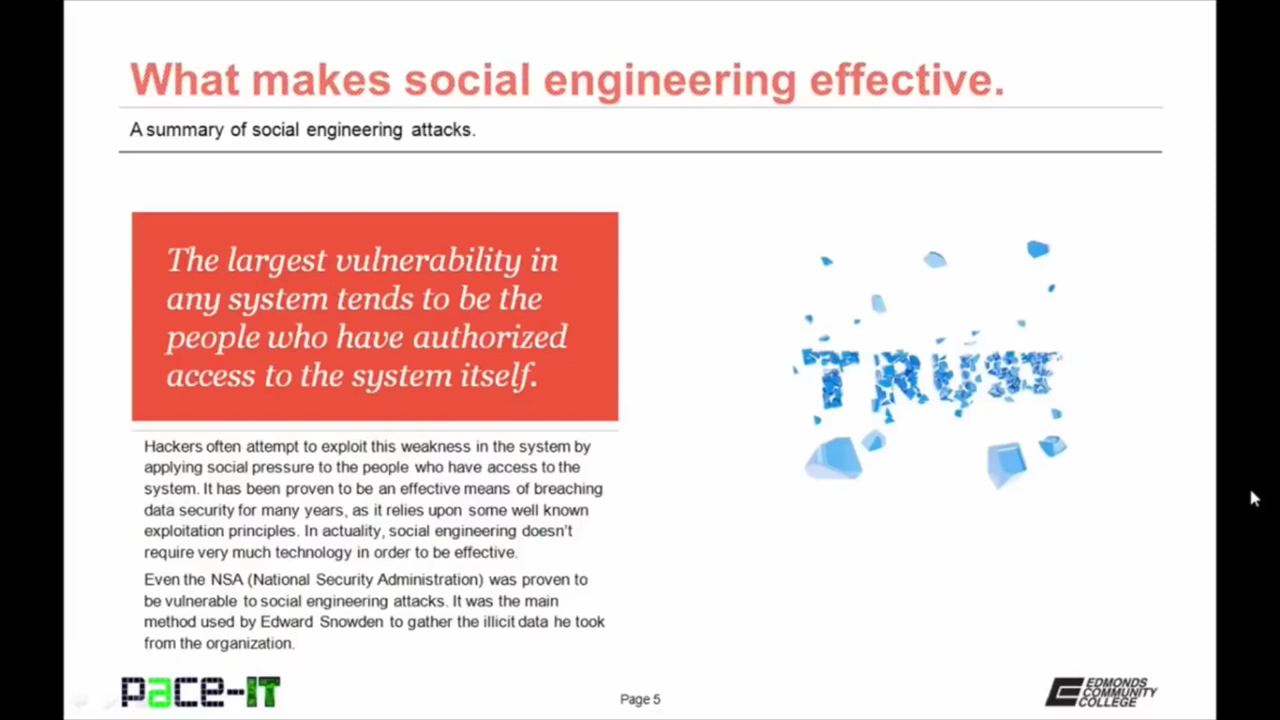 What makes social engineering effective.
A summary of social engineering attacks.
The largest vulnerability in
any system tends to be the
people who have authorized
access to the system itself.
TRUST
Hackers often attempt to exploit this weakness in the system by
applying social pressure to the people who have access to the
system. It has been proven to be an effective means of breaching
data security for many years, as it relies upon some well known
exploitation principles. In actuality, social engineering doesn't
require very much technology in order to be effective.
Even the NSA (National Security Administration) was proven to
be vulnerable to social engineering attacks. It was the main
method used by Edward Snowden to gather the illicit data he took
from the organization.
PACE-IT
Page 5
EDMONDS
COMMUNITY
COLLEGE